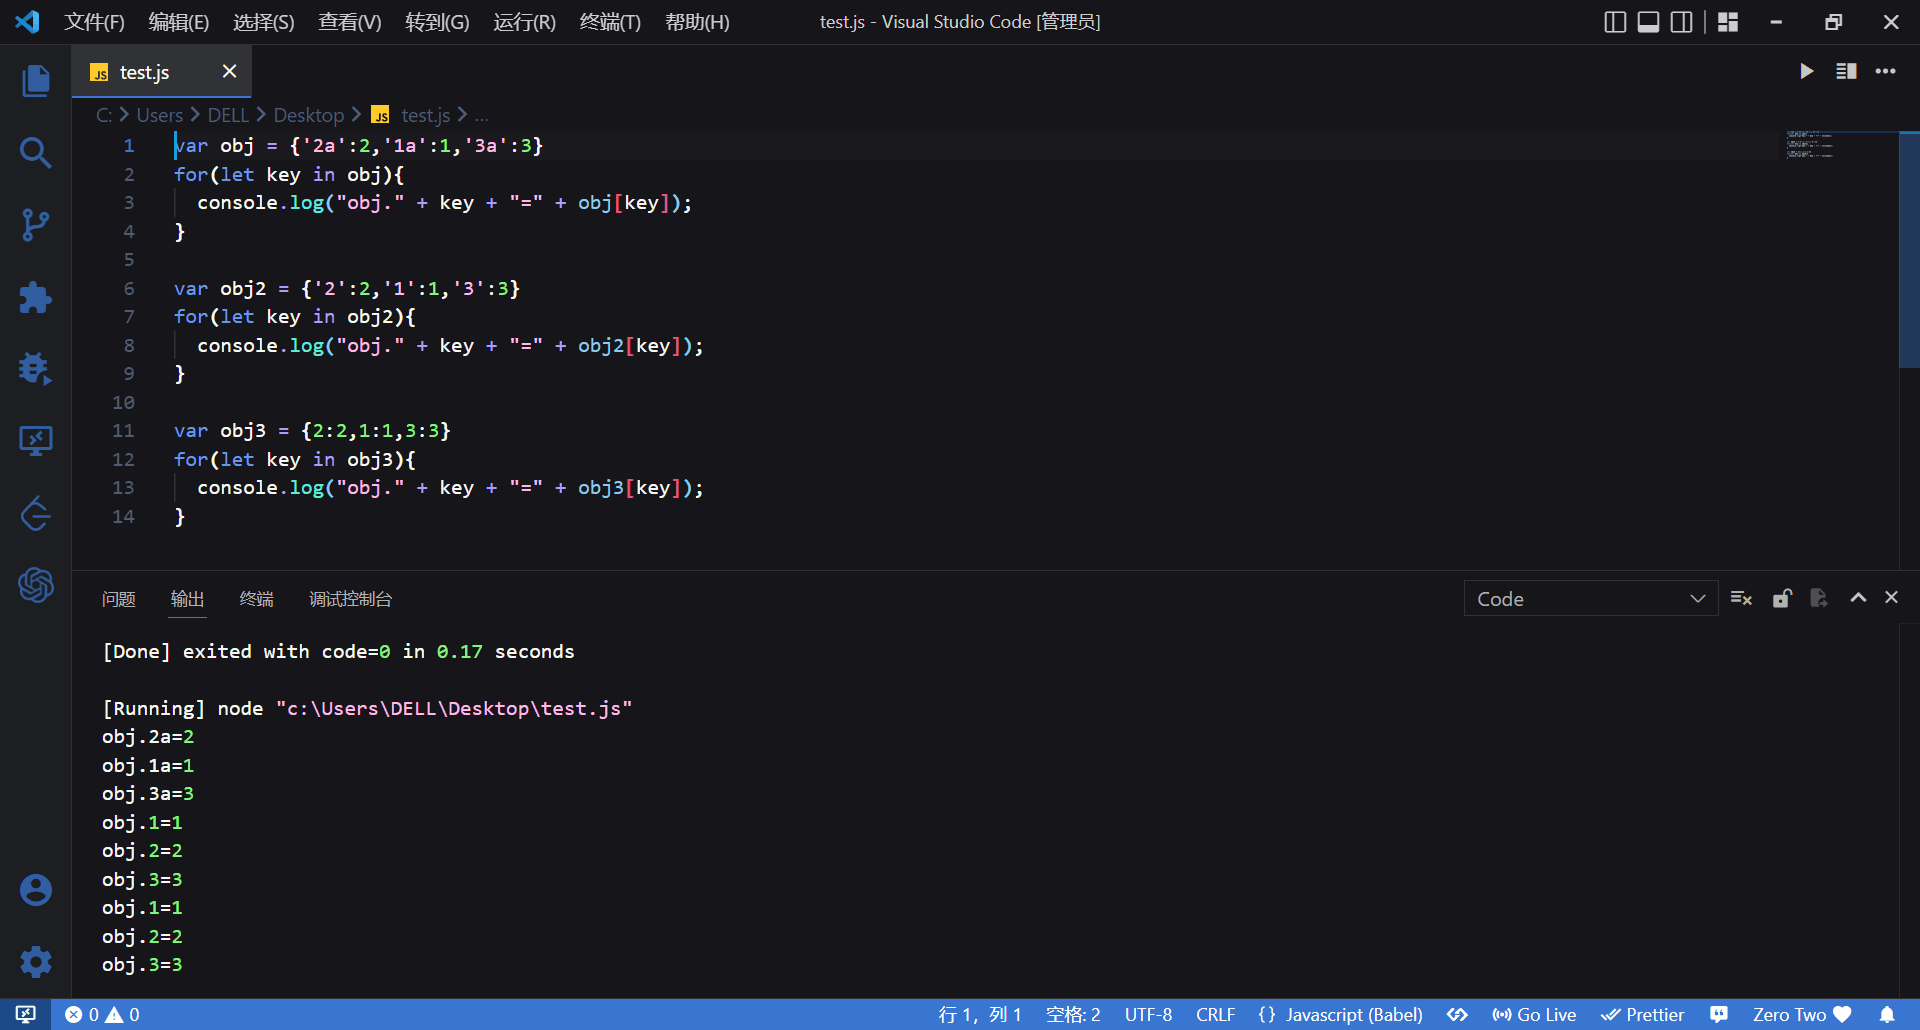 文件(F) 编辑(E) 选择(S) 查看(V) 转到(G) 运行(R) 终端(T) 帮助(H) test.js - Visual Studio Code [管理员]
JS test.js
C: > Users > DELL > Desktop > JS test.js > ...
1 var obj = {'2a':2,'1a':1,'3a':3}
2 for(let key in obj){
3 console.log("obj." + key + "=" + obj[key]);
4 }
5
6 var obj2 = {'2':2,'1':1,'3':3}
7 for(let key in obj2){
8 console.log("obj." + key + "=" + obj2[key]);
9 }
10
11 var obj3 = {2:2,1:1,3:3}
12 for(let key in obj3){
13 console.log("obj." + key + "=" + obj3[key]);
14 }
问题 输出 终端 调试控制台 Code
[Done] exited with code=0 in 0.17 seconds
[Running] node "c:\Users\DELL\Desktop\test.js"
obj.2a=2
obj.1a=1
obj.3a=3
obj.1=1
obj.2=2
obj.3=3
obj.1=1
obj.2=2
obj.3=3
0 0 行 1，列 1 空格: 2 UTF-8 CRLF {} Javascript (Babel) Go Live Prettier Zero Two